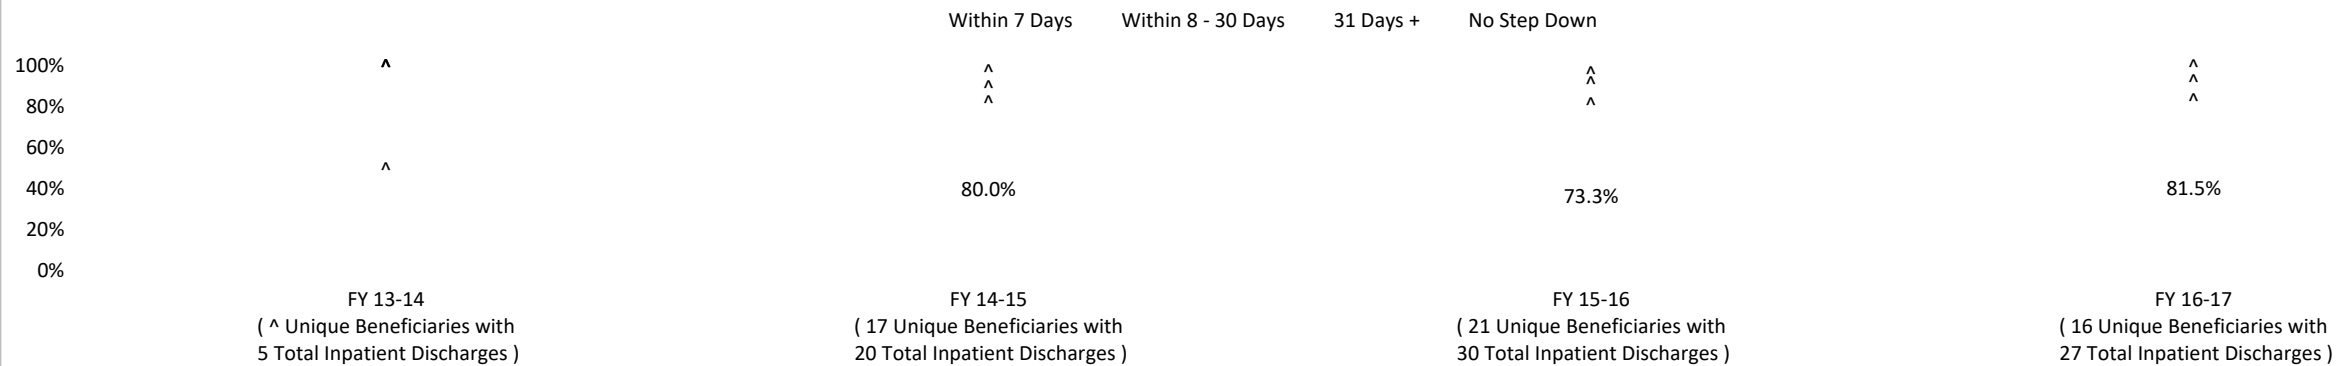 Within 7 Days Within 8 - 30 Days 31 Days + No Step Down
100%
80%
60%
40%
20%
0%
^
^
^
^
^
80.0%
^
^
^
73.3%
^
^
^
81.5%
FY 13-14
( ^ Unique Beneficiaries with
5 Total Inpatient Discharges )
FY 14-15
( 17 Unique Beneficiaries with
20 Total Inpatient Discharges )
FY 15-16
( 21 Unique Beneficiaries with
30 Total Inpatient Discharges )
FY 16-17
( 16 Unique Beneficiaries with
27 Total Inpatient Discharges )